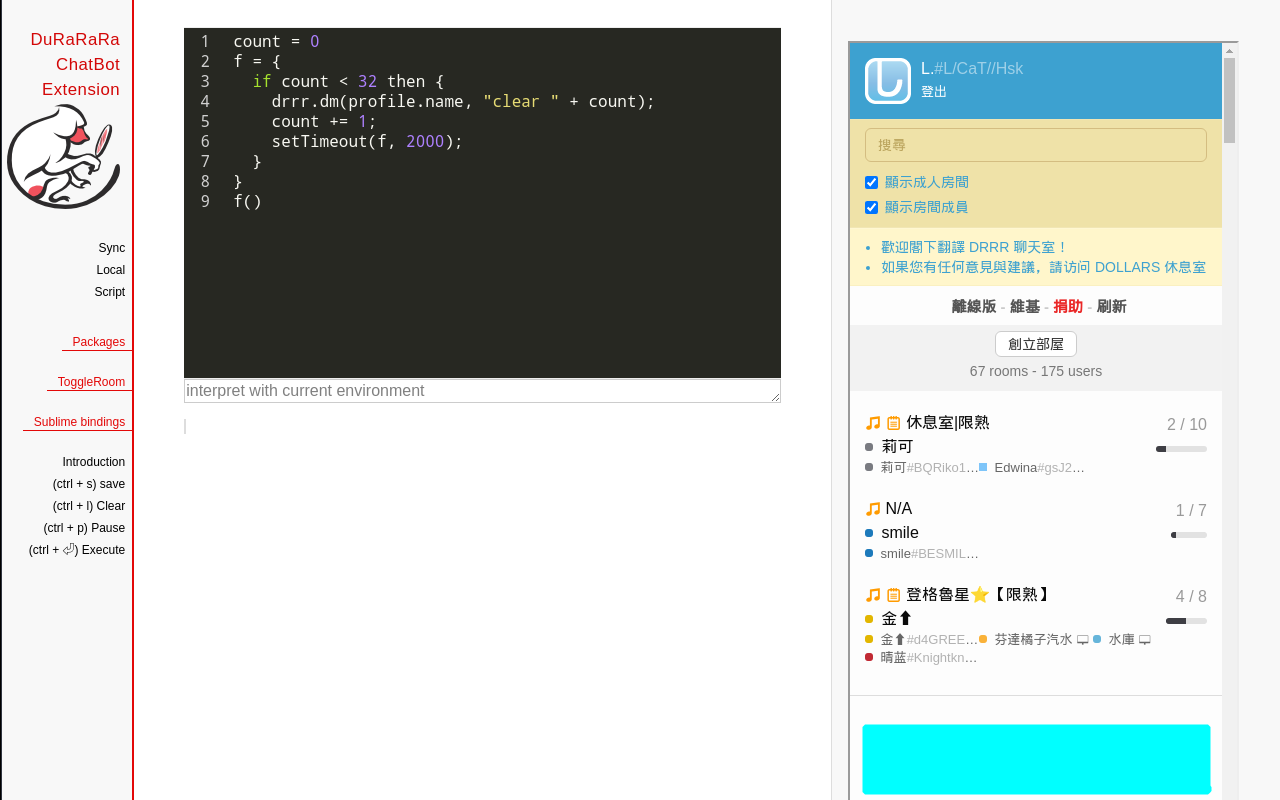 DuRaRaRa
ChatBot
Extension
Sync
Local
Script
Packages
ToggleRoom
Sublime bindings
Introduction
(ctrl + s) save
(ctrl + l) Clear
(ctrl + p) Pause
(ctrl + ⏎) Execute
1 count = 0
2 f = {
3   if count < 32 then {
4     drrr.dm(profile.name, "clear " + count);
5     count += 1;
6     setTimeout(f, 2000);
7   }
8 }
9 f()
interpret with current environment
L.#L/CaT//Hsk
登出
搜尋
顯示成人房間
顯示房間成員
• 歡迎閣下翻譯 DRRR 聊天室！
• 如果您有任何意見與建議，請访问 DOLLARS 休息室
離線版 - 維基 - 捐助 - 刷新
創立部屋
67 rooms - 175 users
休息室|限熟 2 / 10
莉可
莉可#BQRiko1... Edwina#gsJ2...
N/A 1 / 7
smile
smile#BESMIL...
登格魯星⭐【限熟】 4 / 8
金⬆
金⬆#d4GREE... 芬達橘子汽水 水庫
晴蓝#Knightkn...